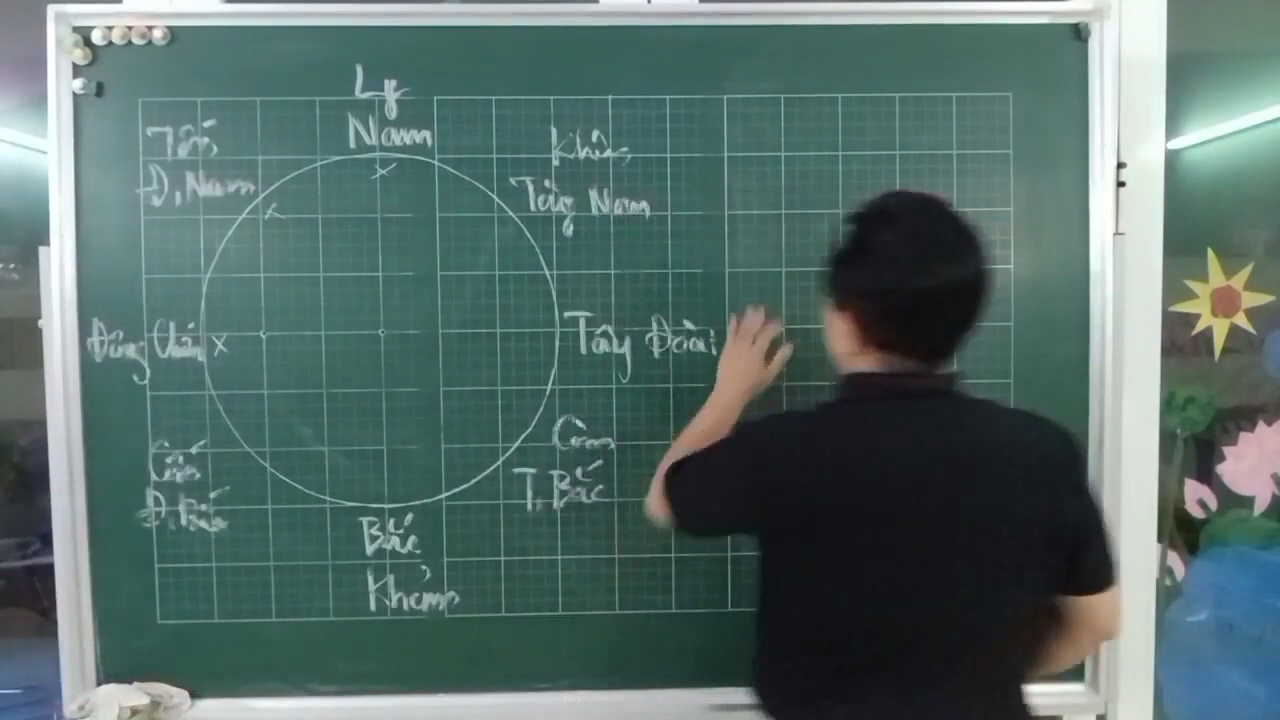 Ly
Nam
Tốn
Đ, Nam
Khôn
Tây Nam
Đông Chấn
Tây Đoài
Cấn
Đ, Bắc
Càn
T, Bắc
Bắc
Khảm